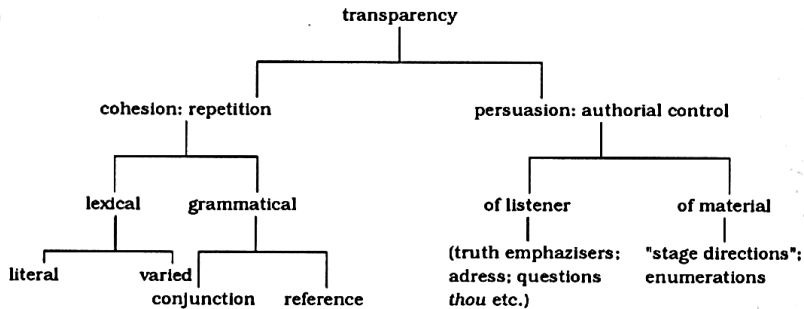 transparency
cohesion: repetition
persuasion: authorial control
lexical
grammatical
of listener
of material
literal
varied
conjunction
reference
(truth emphazisers;
adress; questions
thou etc.)
"stage directions";
enumerations